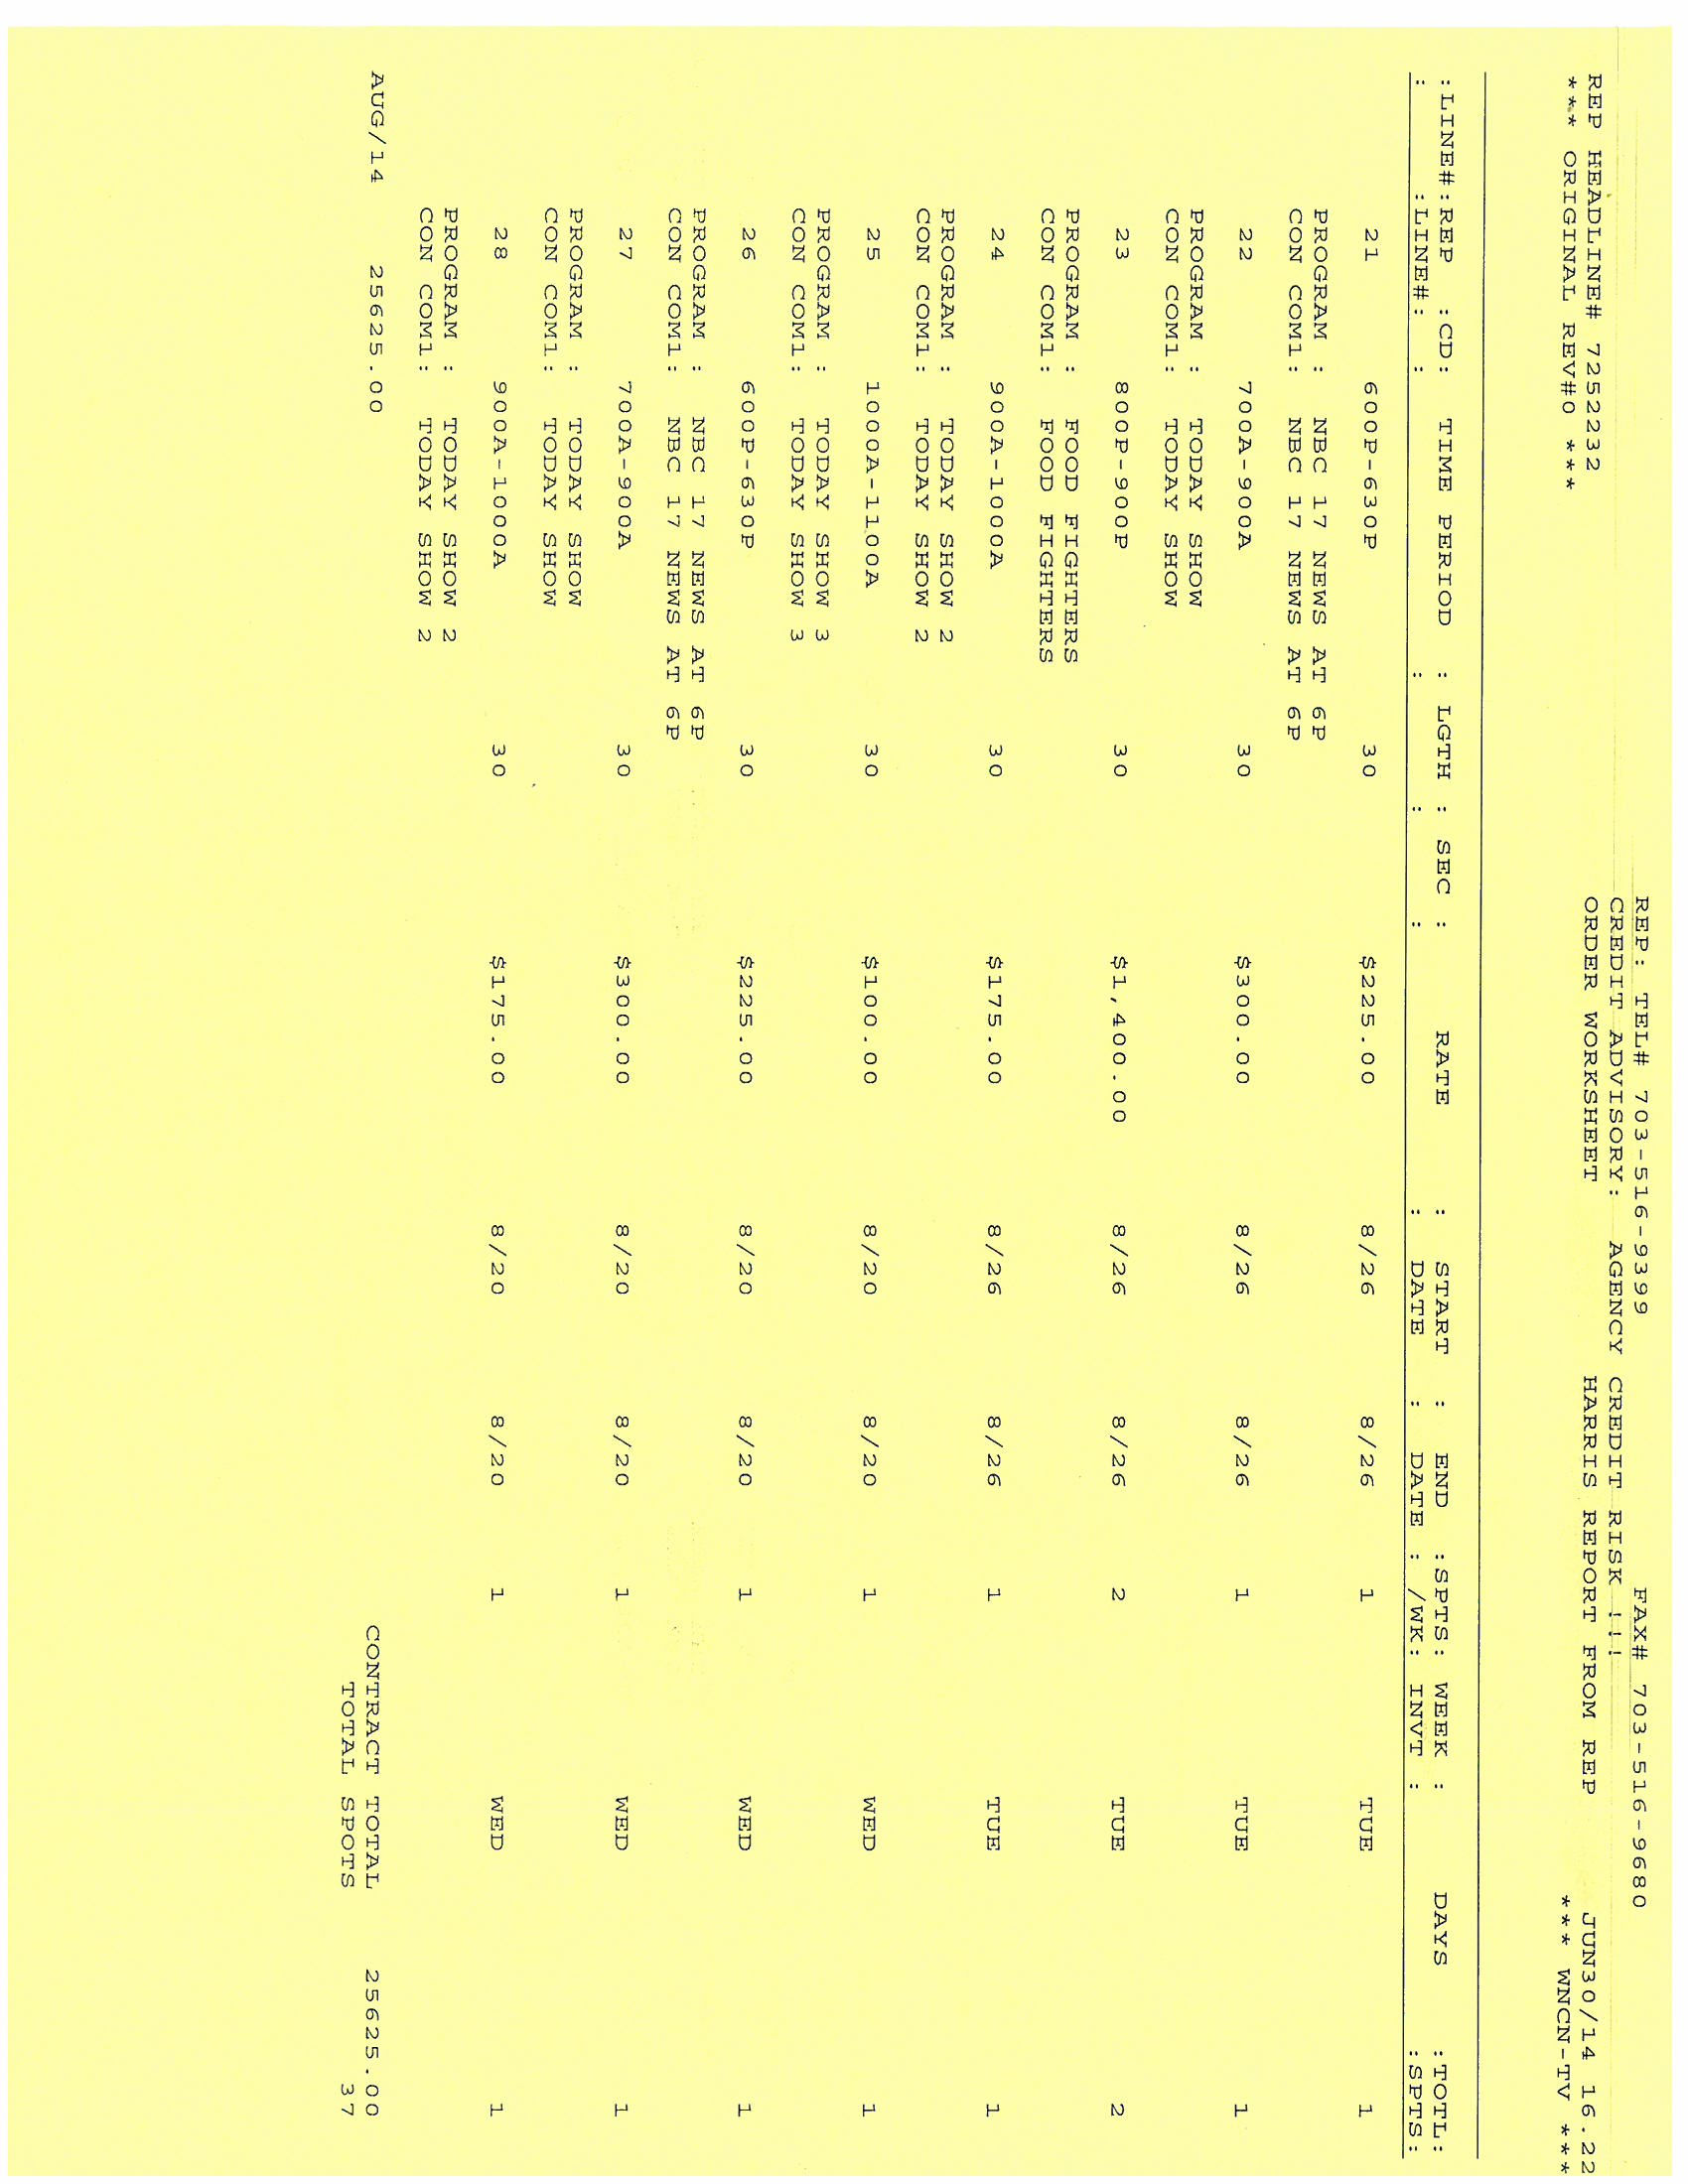 REP: TEL# 703-516-9399 FAX# 703-516-9680
CREDIT ADVISORY: AGENCY CREDIT RISK !!!
REP HEADLINE# 7252232 ORDER WORKSHEET HARRIS REPORT FROM REP JUN30/14 16.22
*** ORIGINAL REV#0 *** *** WNCN-TV ***
:LINE#:REP :CD: TIME PERIOD : LGTH : SEC : RATE : START : END :SPTS: WEEK : DAYS :TOTL:
: :LINE#: : : : : : DATE : DATE : /WK: INVT : :SPTS:
21 600P-630P 30 $225.00 8/26 8/26 1 TUE 1
PROGRAM : NBC 17 NEWS AT 6P
CON COM1: NBC 17 NEWS AT 6P
22 700A-900A 30 $300.00 8/26 8/26 1 TUE 1
PROGRAM : TODAY SHOW
CON COM1: TODAY SHOW
23 800P-900P 30 $1,400.00 8/26 8/26 2 TUE 2
PROGRAM : FOOD FIGHTERS
CON COM1: FOOD FIGHTERS
24 900A-1000A 30 $175.00 8/26 8/26 1 TUE 1
PROGRAM : TODAY SHOW 2
CON COM1: TODAY SHOW 2
25 1000A-1100A 30 $100.00 8/20 8/20 1 WED 1
PROGRAM : TODAY SHOW 3
CON COM1: TODAY SHOW 3
26 600P-630P 30 $225.00 8/20 8/20 1 WED 1
PROGRAM : NBC 17 NEWS AT 6P
CON COM1: NBC 17 NEWS AT 6P
27 700A-900A 30 $300.00 8/20 8/20 1 WED 1
PROGRAM : TODAY SHOW
CON COM1: TODAY SHOW
28 900A-1000A 30 $175.00 8/20 8/20 1 WED 1
PROGRAM : TODAY SHOW 2
CON COM1: TODAY SHOW 2
AUG/14 25625.00 CONTRACT TOTAL 25625.00
TOTAL SPOTS 37